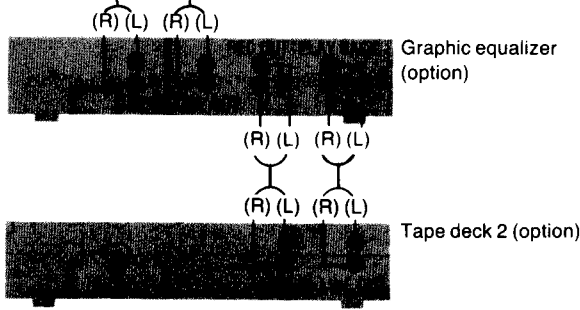 (R) (L) (R) (L)
Graphic equalizer
(option)
(R) (L) (R) (L)
(R) (L) (R) (L)
Tape deck 2 (option)